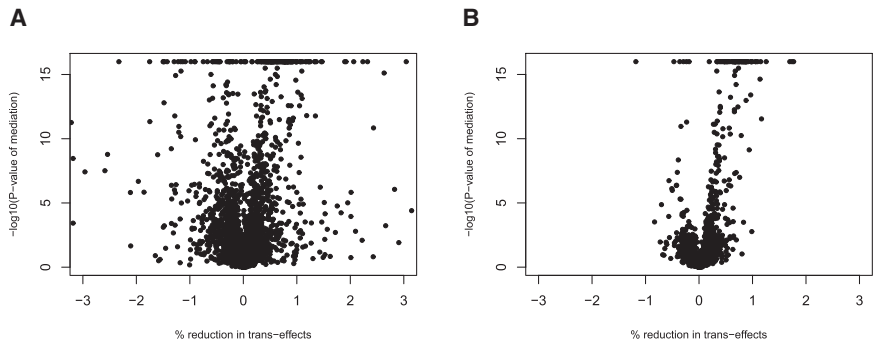 A
B
−log10(P−value of mediation)
15
10
5
0
−3 −2 −1 0 1 2 3
% reduction in trans−effects
−log10(P−value of mediation)
15
10
5
0
−3 −2 −1 0 1 2 3
% reduction in trans−effects